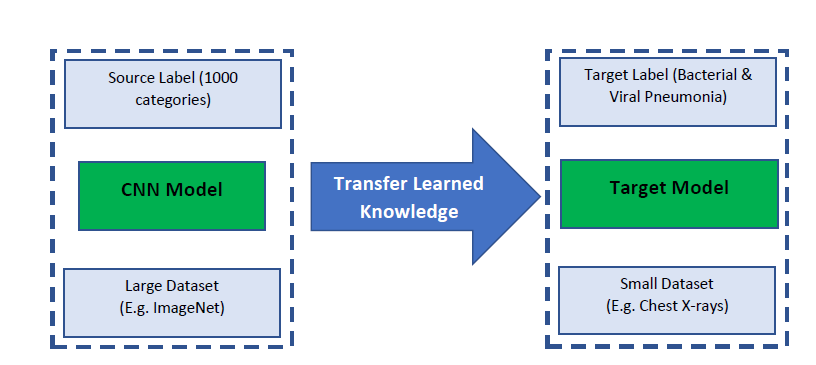 Source Label (1000
categories)
CNN Model
Large Dataset
(E.g. ImageNet)
Transfer Learned
Knowledge
Target Label (Bacterial &
Viral Pneumonia)
Target Model
Small Dataset
(E.g. Chest X-rays)